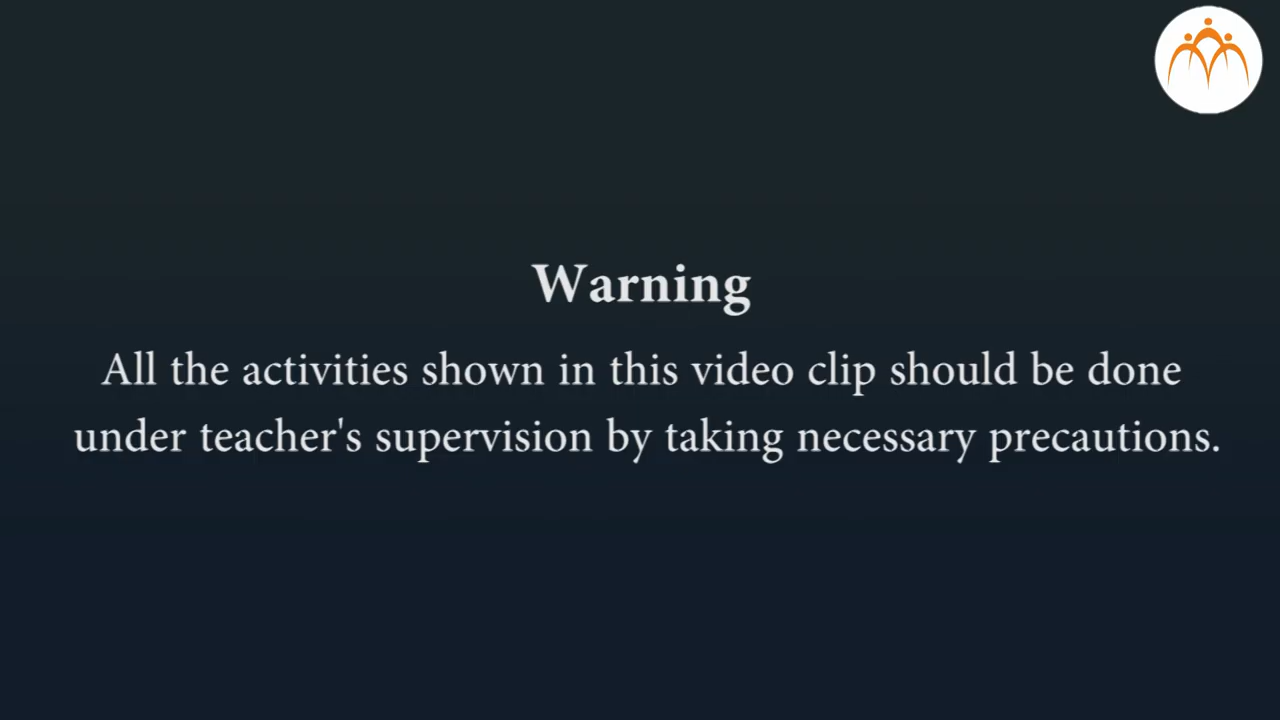 Warning
All the activities shown in this video clip should be done
under teacher's supervision by taking necessary precautions.